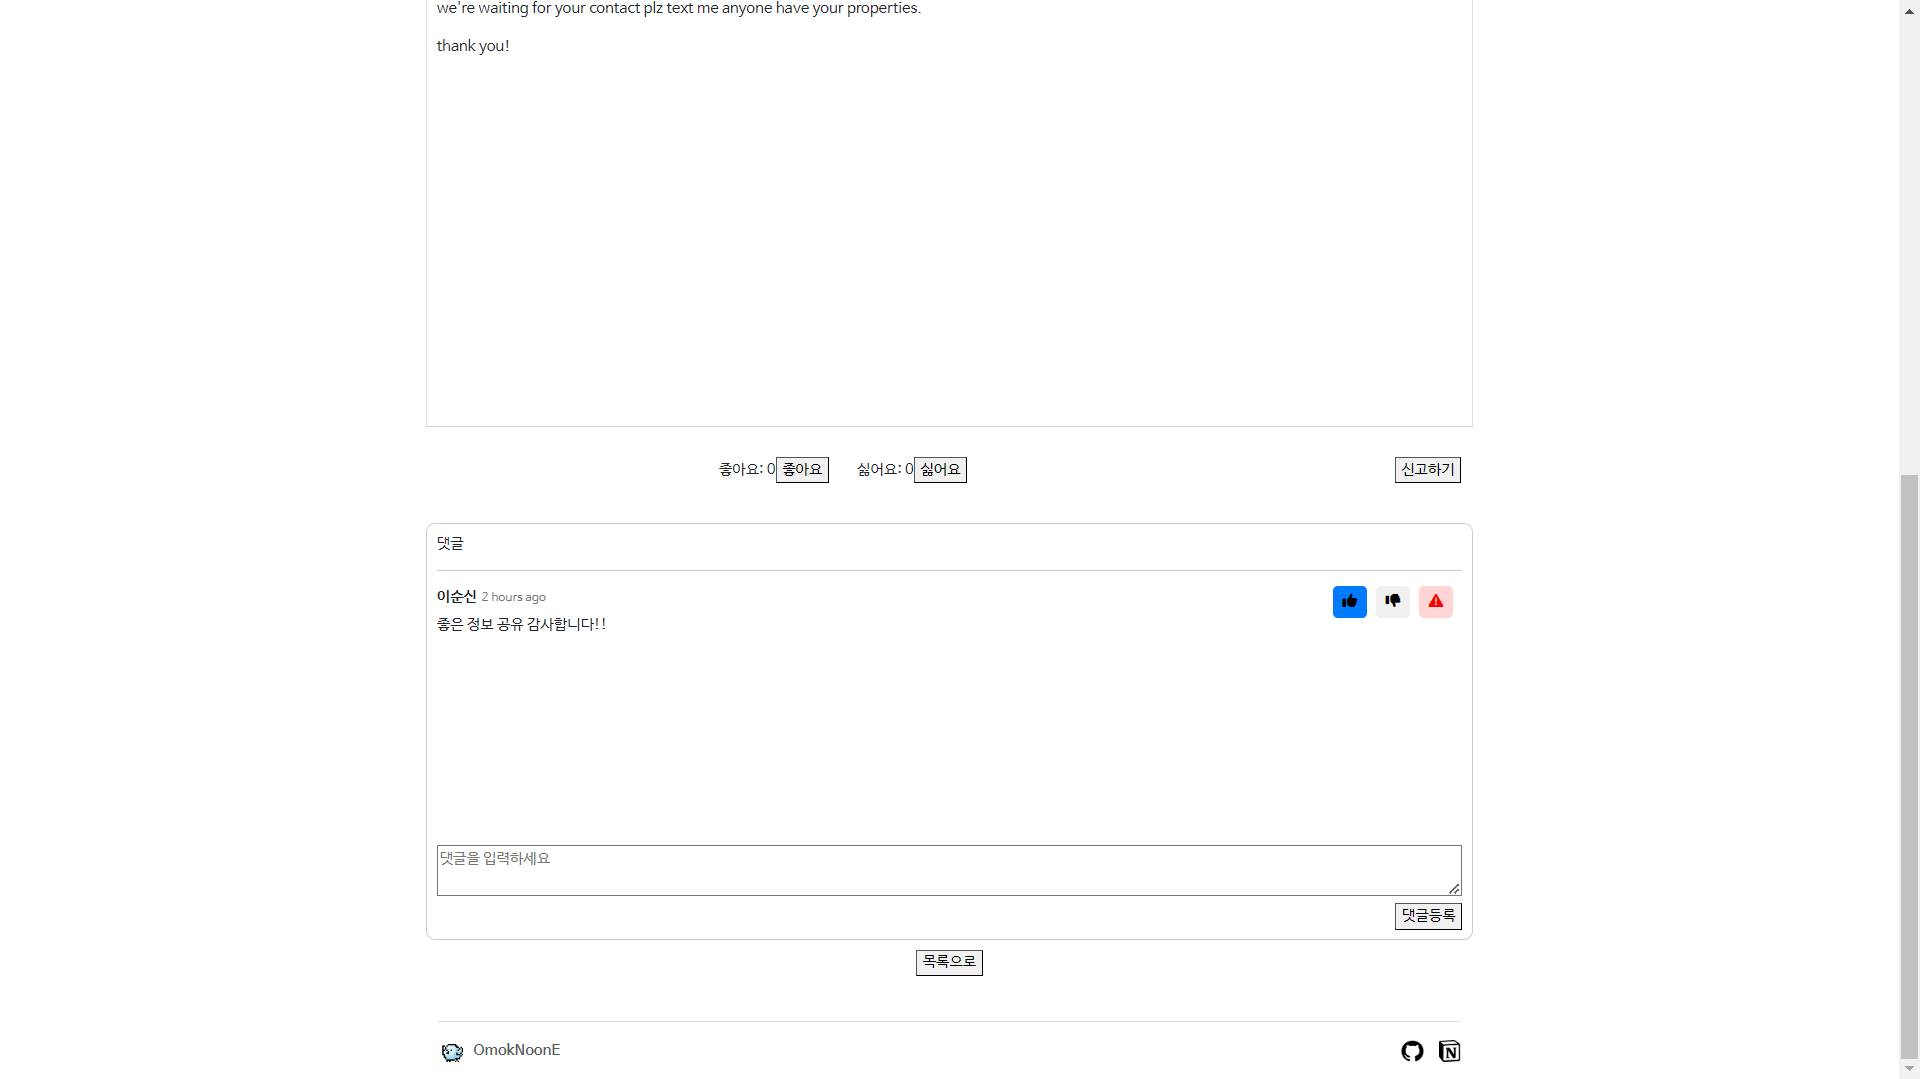 we're waiting for your contact plz text me anyone have your properties.
thank you!
좋아요: 0 좋아요 싫어요: 0 싫어요 신고하기
댓글
이순신 2 hours ago
좋은 정보 공유 감사합니다!!
댓글을 입력하세요
댓글등록
목록으로
OmokNoonE